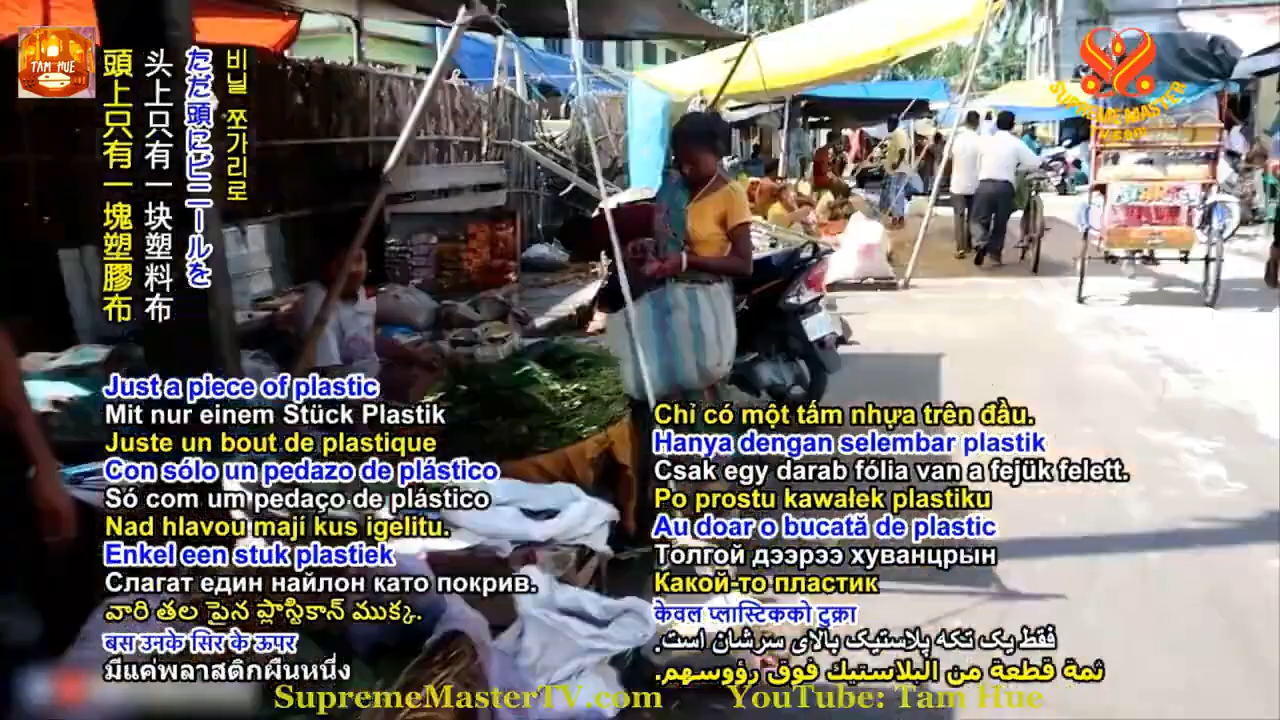 TAM HUE
SUPREME MASTER
비닐 쪼가리로
ただ頭にビニールを
头上只有一块塑料布
頭上只有一塊塑膠布
Just a piece of plastic
Mit nur einem Stück Plastik
Juste un bout de plastique
Con sólo un pedazo de plástico
Só com um pedaço de plástico
Nad hlavou mají kus igelitu.
Enkel een stuk plastiek
Слагат един найлон като покрив.
వారి తల పైన ప్లాస్టికాన్ ముక్క.
बस उनके सिर के ऊपर
มีแค่พลาสติกผืนหนึ่ง
Chỉ có một tấm nhựa trên đầu.
Hanya dengan selembar plastik
Csak egy darab fólia van a fejük felett.
Po prostu kawałek plastiku
Au doar o bucată de plastic
Толгой дээрээ хуванцрын
Какой-то пластик
केवल प्लास्टिकको टुक्रा
فقط یک تکه پلاستیک بالای سرشان است.
ثمة قطعة من البلاستيك فوق رؤوسهم.
SupremeMasterTV.com YouTube: Tam Hue